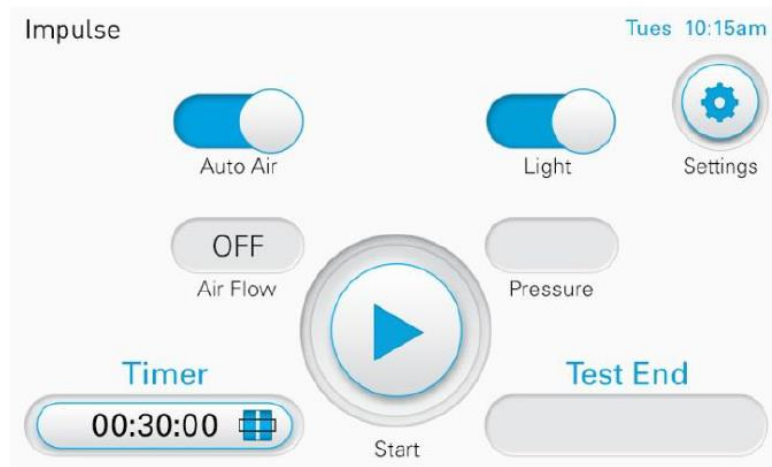 Impulse
Tues 10:15am
Auto Air
Light
Settings
OFF
Air Flow
Pressure
Timer
Test End
00:30:00
Start